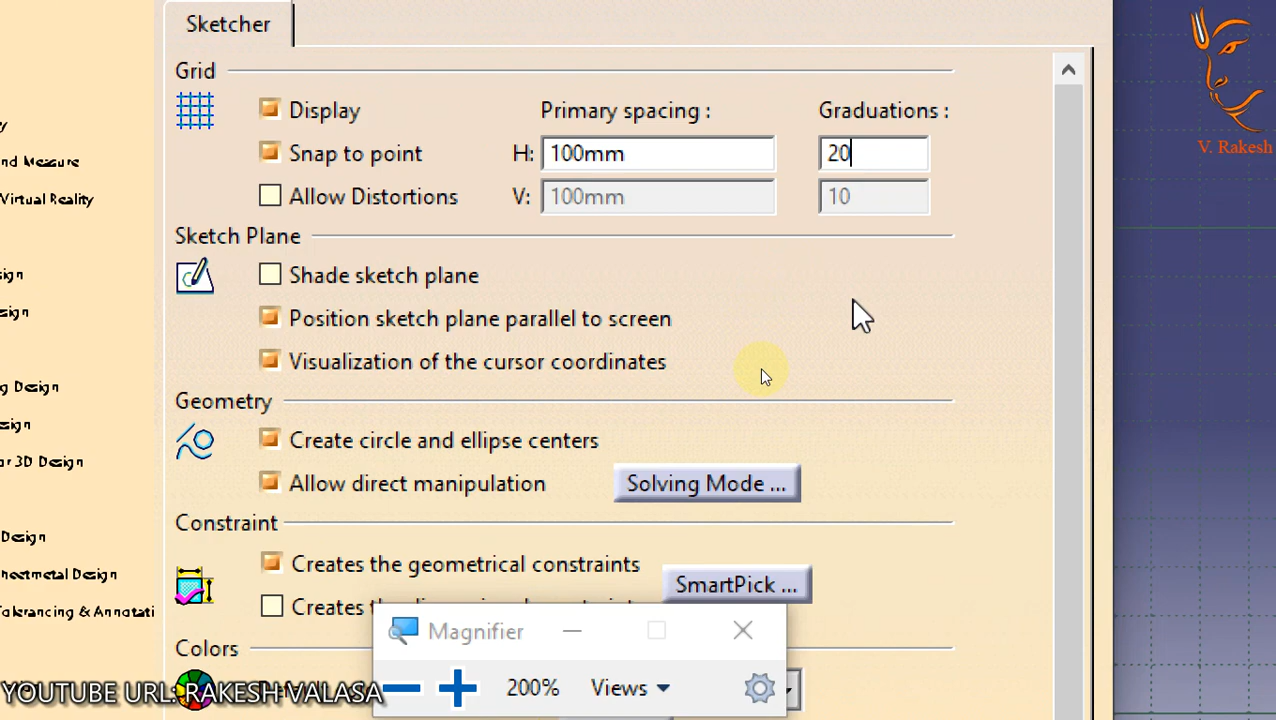 Sketcher
Grid
Display Primary spacing : Graduations :
Snap to point H: 100mm 20
Allow Distortions V: 100mm 10
Sketch Plane
Shade sketch plane
Position sketch plane parallel to screen
Visualization of the cursor coordinates
Geometry
Create circle and ellipse centers
Allow direct manipulation Solving Mode ...
Constraint
Creates the geometrical constraints
SmartPick ...
Creates
Colors
Magnifier
200% Views
YOUTUBE URL: RAKESH VALASA
V. Rakesh
nd Measure
Virtual Reality
sign
sign
g Design
sign
r 3D Design
Design
heetmetal Design
Tolerancing & Annotati